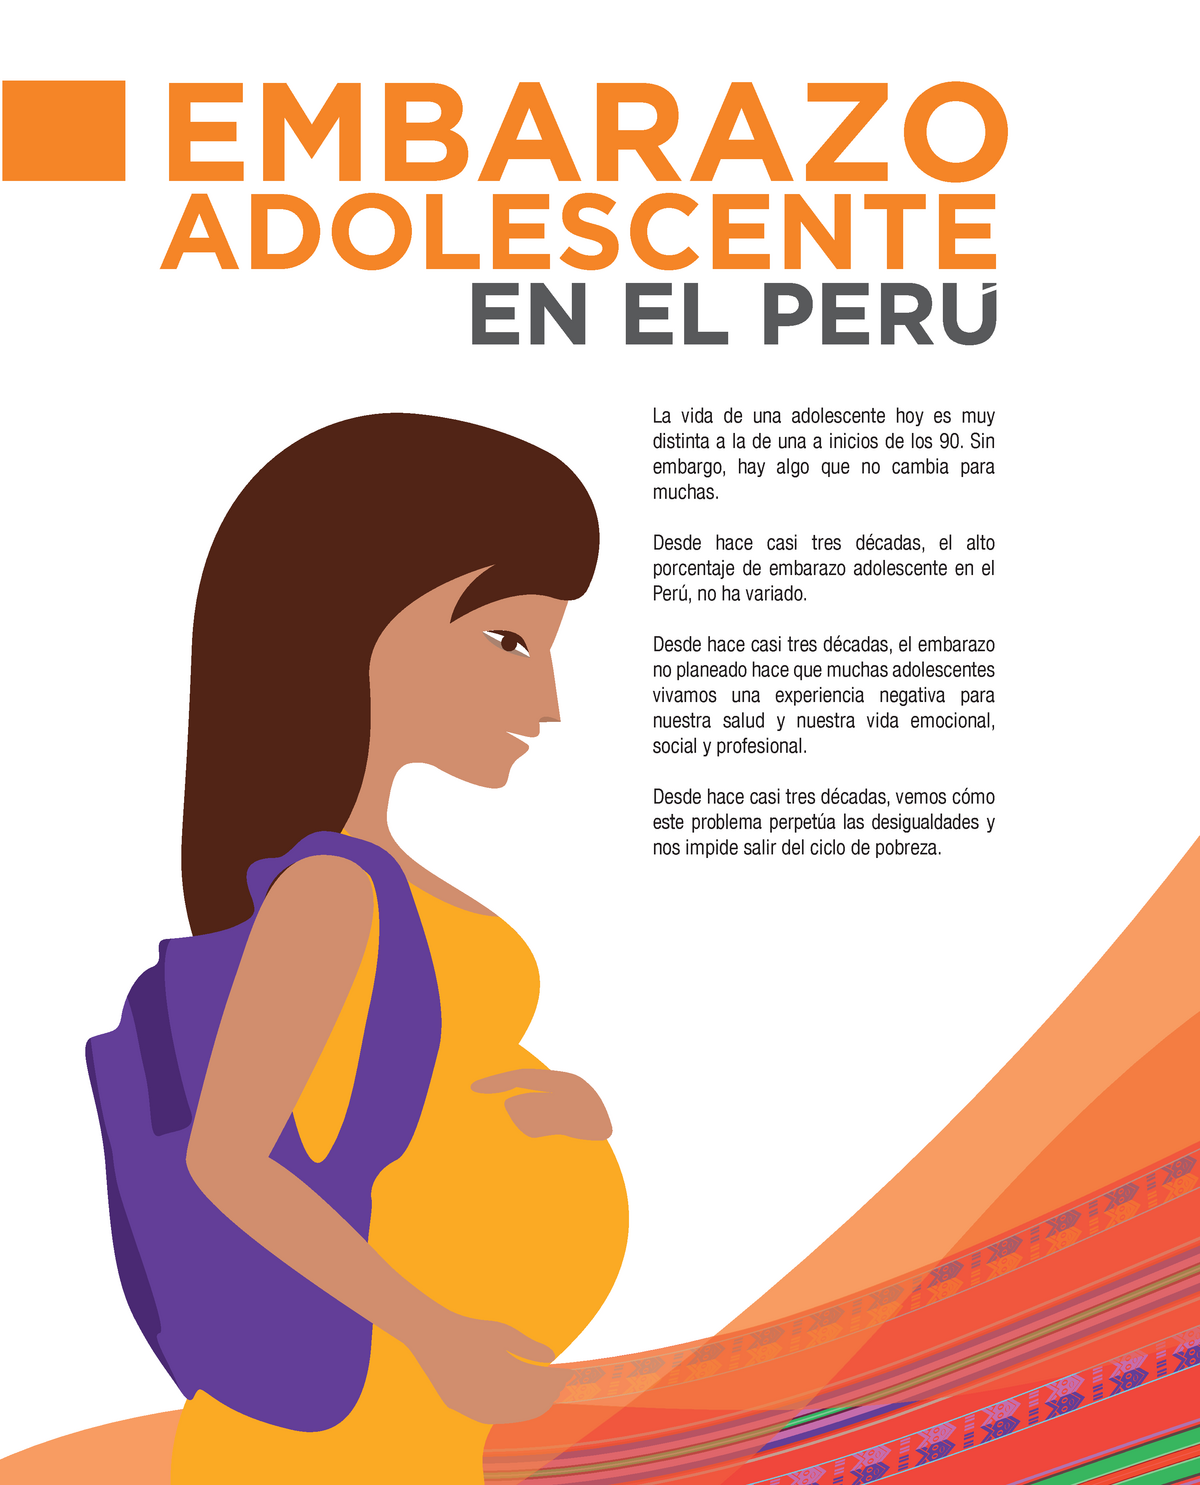 EMBARAZO
ADOLESCENTE
EN EL PERÚ
La vida de una adolescente hoy es muy
distinta a la de una a inicios de los 90. Sin
embargo, hay algo que no cambia para
muchas.
Desde hace casi tres décadas, el alto
porcentaje de embarazo adolescente en el
Perú, no ha variado.
Desde hace casi tres décadas, el embarazo
no planeado hace que muchas adolescentes
vivamos una experiencia negativa para
nuestra salud y nuestra vida emocional,
social y profesional.
Desde hace casi tres décadas, vemos cómo
este problema perpetúa las desigualdades y
nos impide salir del ciclo de pobreza.